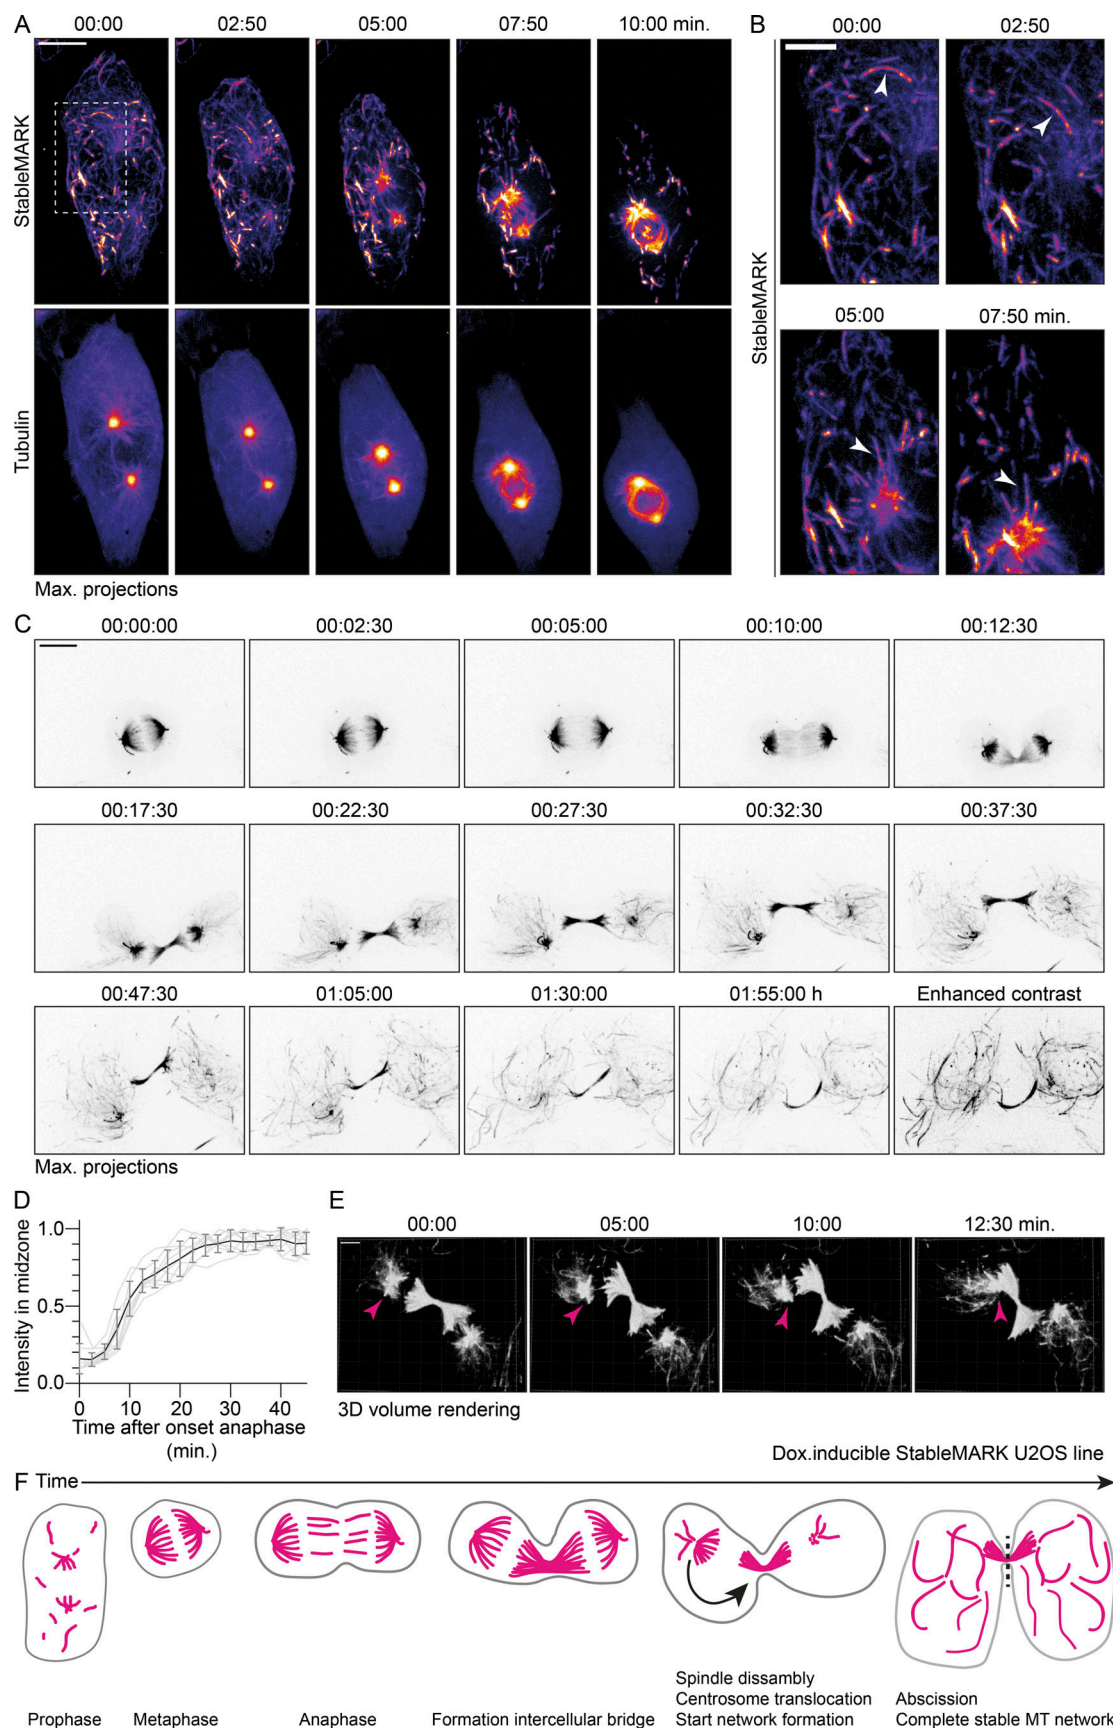 A
00:00
02:50
05:00
07:50
10:00 min.
StableMARK
Tubulin
Max. projections
B
00:00
02:50
StableMARK
05:00
07:50 min.
C
00:00:00
00:02:30
00:05:00
00:10:00
00:12:30
00:17:30
00:22:30
00:27:30
00:32:30
00:37:30
00:47:30
01:05:00
01:30:00
01:55:00 h
Enhanced contrast
Max. projections
D
Intensity in midzone
1.0
0.5
0.0
0
10
20
30
40
Time after onset anaphase
(min.)
E
00:00
05:00
10:00
12:30 min.
3D volume rendering
Dox.inducible StableMARK U2OS line
F
Time
Prophase
Metaphase
Anaphase
Formation intercellular bridge
Spindle dissambly
Centrosome translocation
Start network formation
Abscission
Complete stable MT network